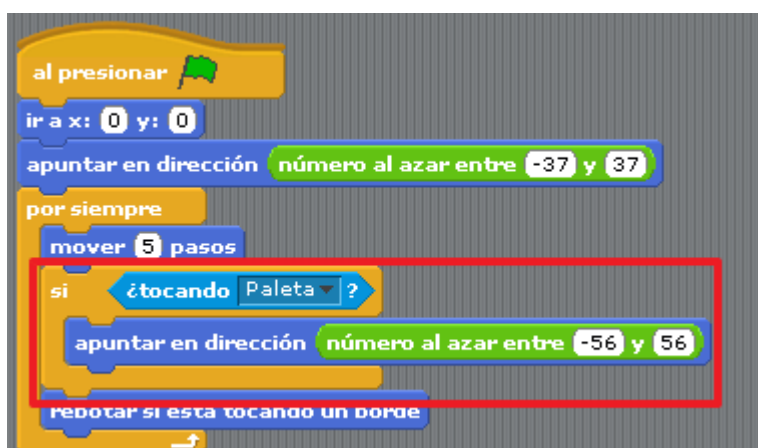 al presionar
ir a x: 0 y: 0
apuntar en dirección número al azar entre -37 y 37
por siempre
mover 5 pasos
si ¿tocando Paleta ?
apuntar en dirección número al azar entre -56 y 56
rebotar si está tocando un borde